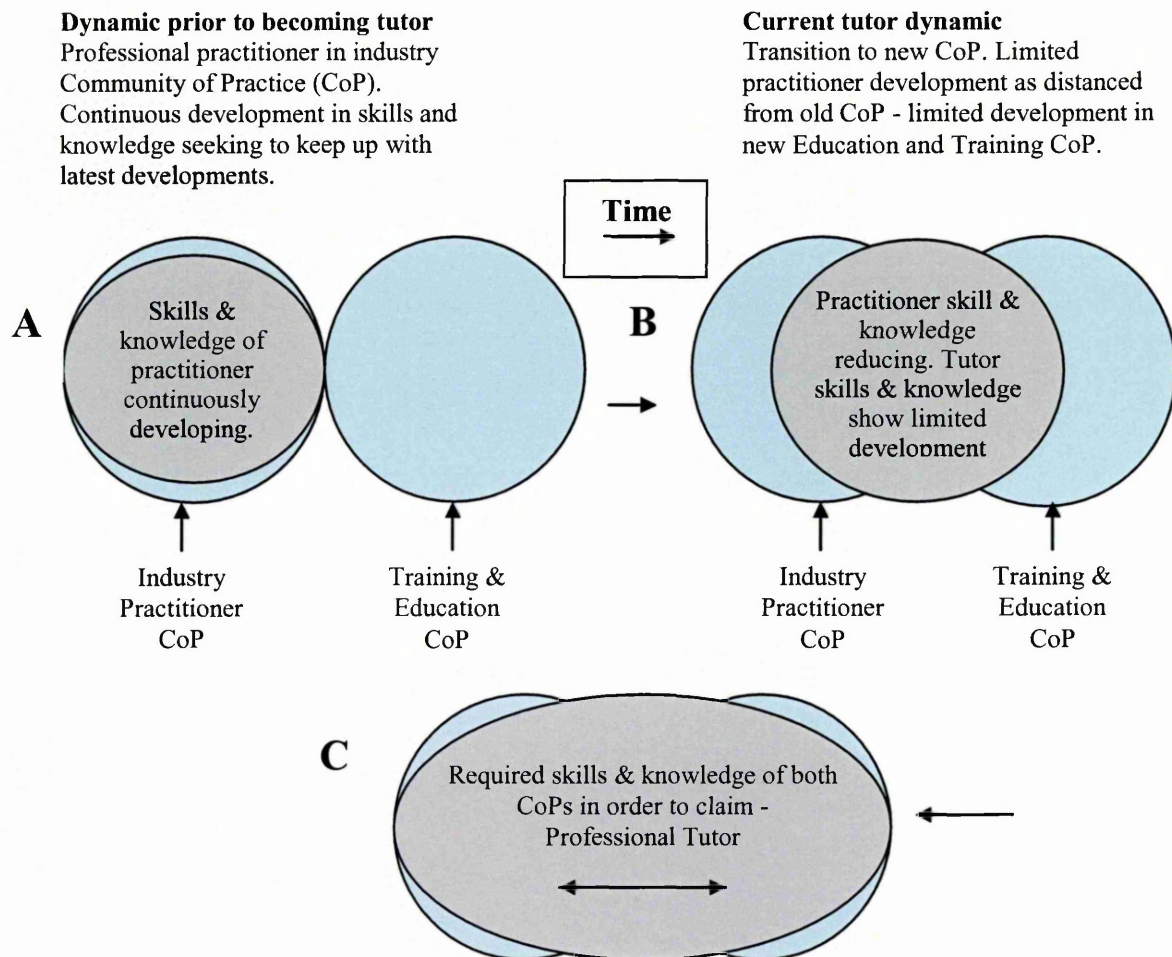 Dynamic prior to becoming tutor
Professional practitioner in industry
Community of Practice (CoP).
Continuous development in skills and
knowledge seeking to keep up with
latest developments.
Current tutor dynamic
Transition to new CoP. Limited
practitioner development as distanced
from old CoP - limited development in
new Education and Training CoP.
Time
A
Skills &
knowledge of
practitioner
continuously
developing.
B
Practitioner skill &
knowledge
reducing. Tutor
skills & knowledge
show limited
development
Industry
Practitioner
CoP
Training &
Education
CoP
Industry
Practitioner
CoP
Training &
Education
CoP
C
Required skills & knowledge of both
CoPs in order to claim -
Professional Tutor